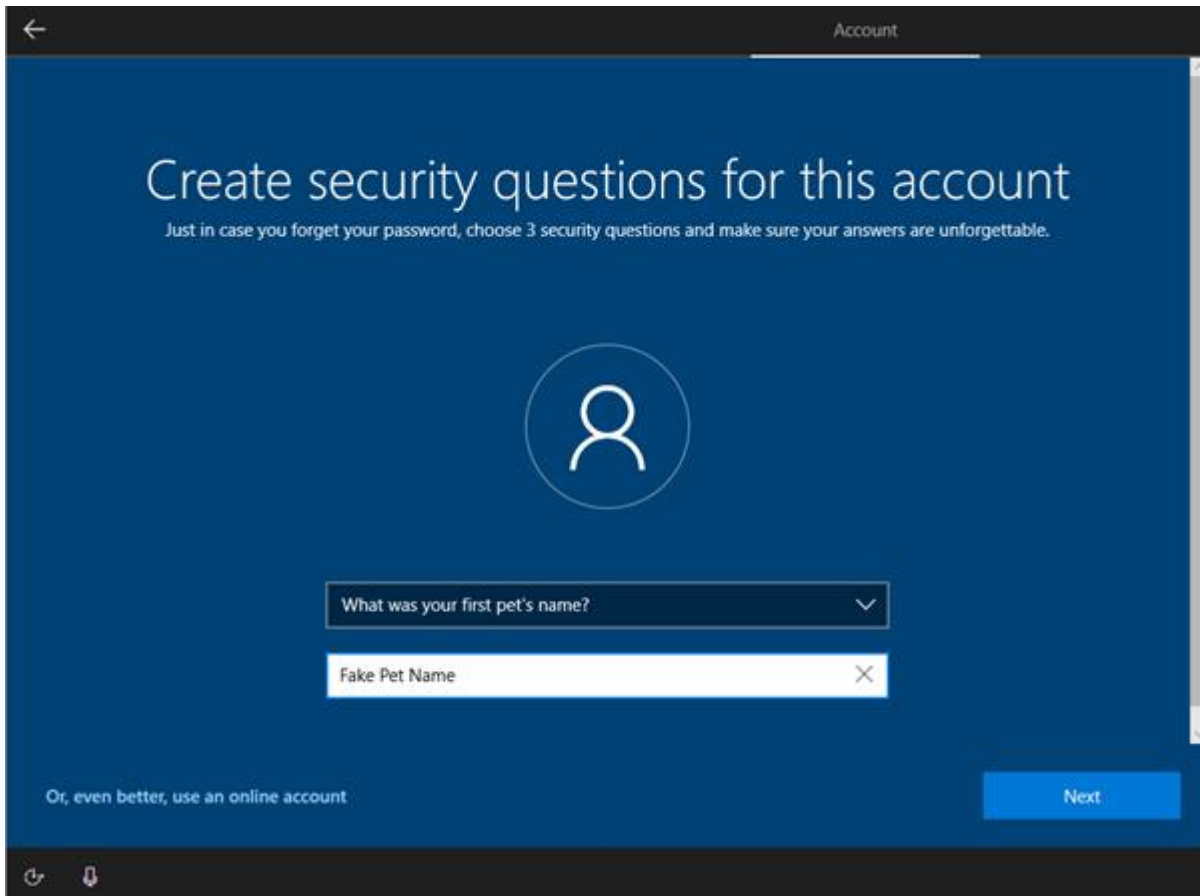 Account
Create security questions for this account
Just in case you forget your password, choose 3 security questions and make sure your answers are unforgettable.
What was your first pet's name?
Fake Pet Name
Or, even better, use an online account
Next